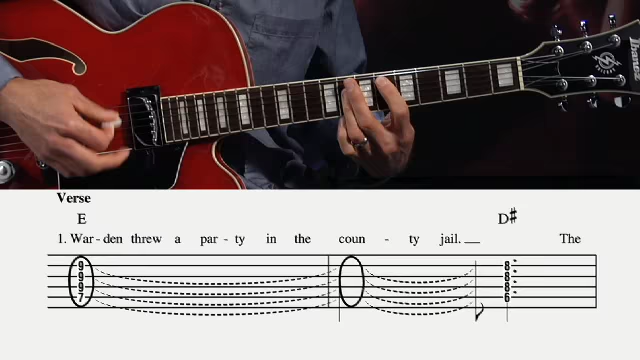 Ibanez
Verse
E D♯
1. War - den threw a par - ty in the coun - ty jail. The
9 8
9 8
9 8
7 6